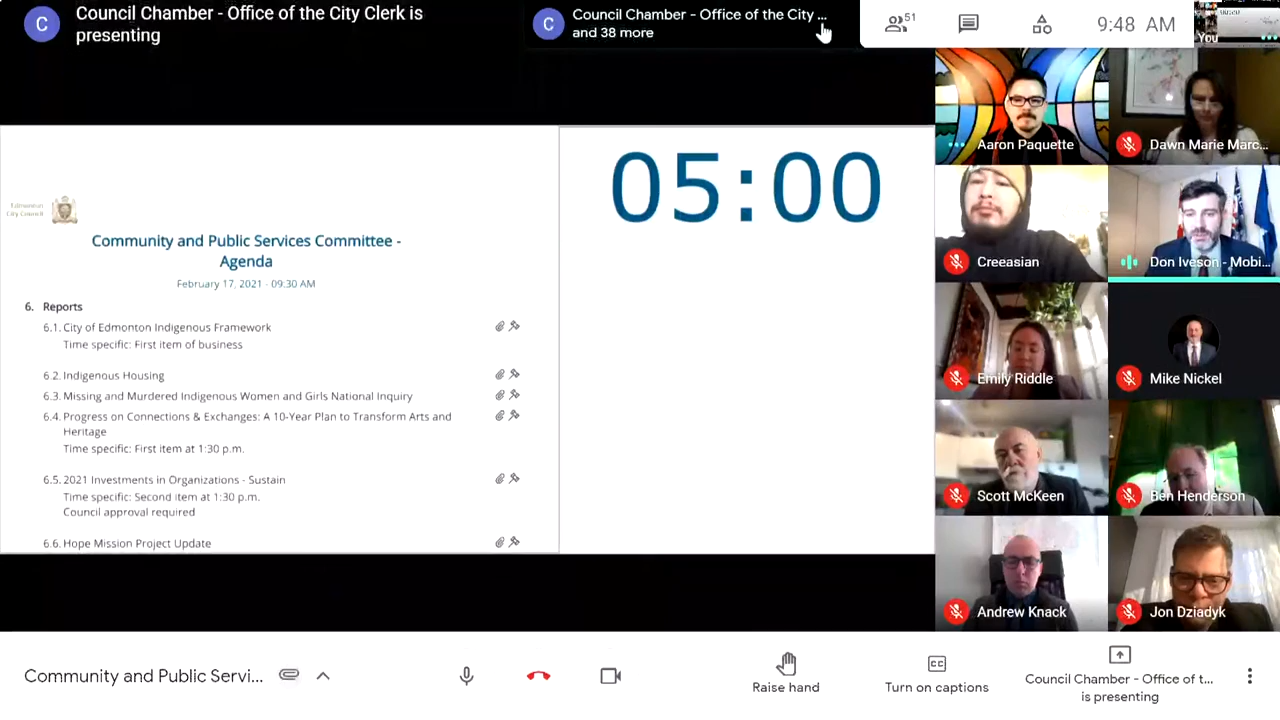 C
Council Chamber - Office of the City Clerk is
presenting
C
Council Chamber - Office of the City ...
and 38 more
51
9:48 AM
You
Edmonton
City Council
Community and Public Services Committee -
Agenda
February 17, 2021 - 09:30 AM
6. Reports
6.1. City of Edmonton Indigenous Framework
Time specific: First item of business
6.2. Indigenous Housing
6.3. Missing and Murdered Indigenous Women and Girls National Inquiry
6.4. Progress on Connections & Exchanges: A 10-Year Plan to Transform Arts and
Heritage
Time specific: First item at 1:30 p.m.
6.5. 2021 Investments in Organizations - Sustain
Time specific: Second item at 1:30 p.m.
Council approval required
6.6. Hope Mission Project Update
05:00
Aaron Paquette
Dawn Marie Marc...
Creeasian
Don Iveson - Mobi...
Emily Riddle
Mike Nickel
Scott McKeen
Ben Henderson
Andrew Knack
Jon Dziadyk
Community and Public Servi...
Raise hand
CC
Turn on captions
Council Chamber - Office of t...
is presenting